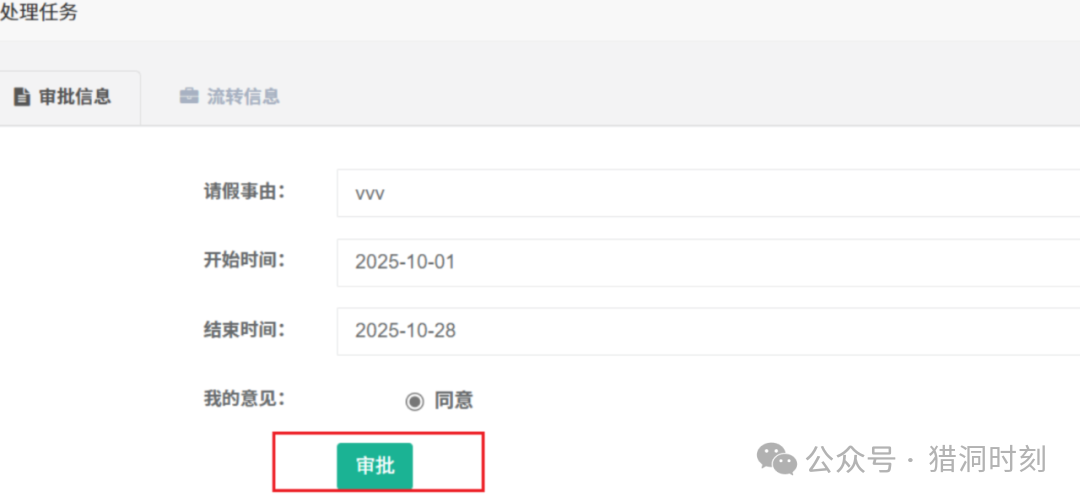 处理任务
审批信息 流转信息
请假事由： vvv
开始时间： 2025-10-01
结束时间： 2025-10-28
我的意见： 同意
审批
公众号 · 猎洞时刻